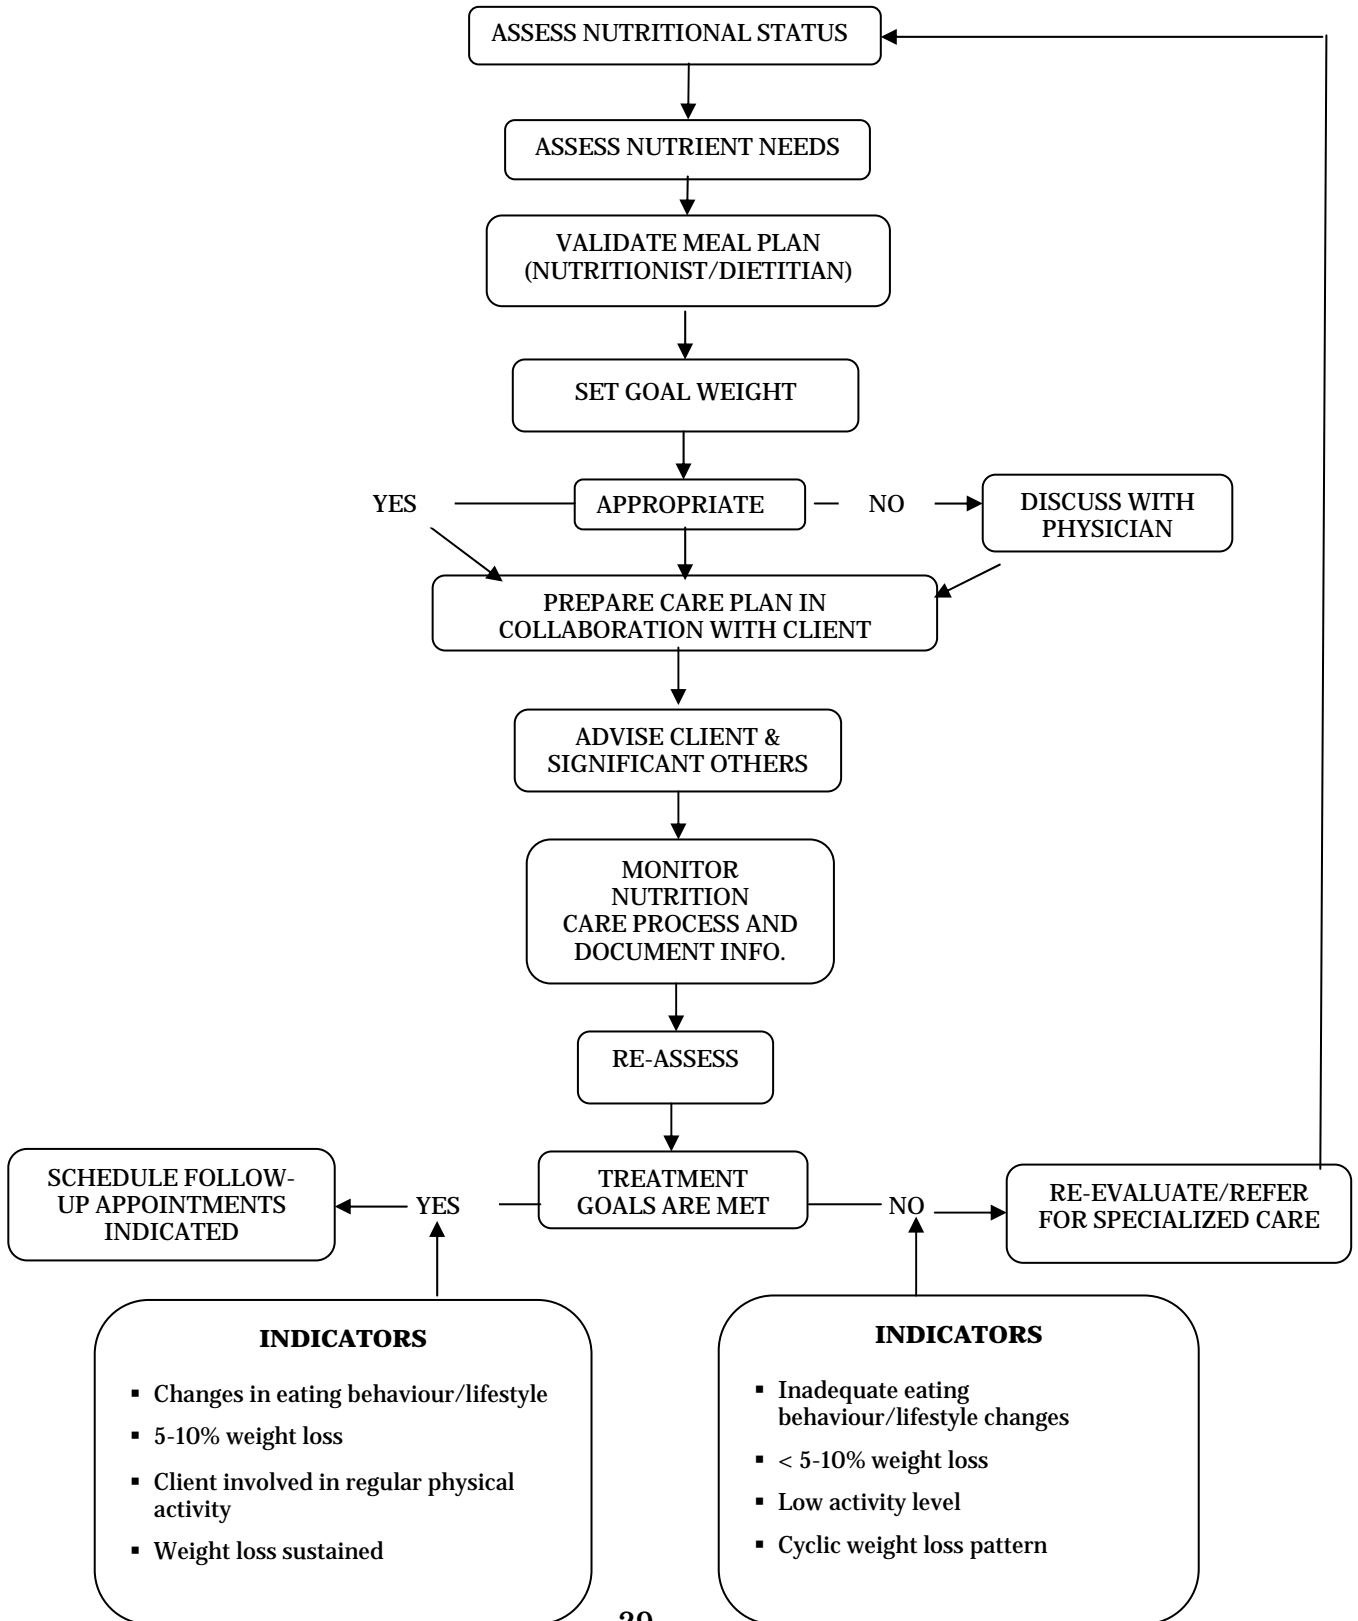 ASSESS NUTRITIONAL STATUS
ASSESS NUTRIENT NEEDS
VALIDATE MEAL PLAN
(NUTRITIONIST/DIETITIAN)
SET GOAL WEIGHT
YES
APPROPRIATE
NO
DISCUSS WITH
PHYSICIAN
PREPARE CARE PLAN IN
COLLABORATION WITH CLIENT
ADVISE CLIENT &
SIGNIFICANT OTHERS
MONITOR
NUTRITION
CARE PROCESS AND
DOCUMENT INFO.
RE-ASSESS
SCHEDULE FOLLOW-
UP APPOINTMENTS
INDICATED
YES
TREATMENT
GOALS ARE MET
NO
RE-EVALUATE/REFER
FOR SPECIALIZED CARE
INDICATORS
▪ Changes in eating behaviour/lifestyle
▪ 5-10% weight loss
▪ Client involved in regular physical
activity
▪ Weight loss sustained
INDICATORS
▪ Inadequate eating
behaviour/lifestyle changes
▪ < 5-10% weight loss
▪ Low activity level
▪ Cyclic weight loss pattern